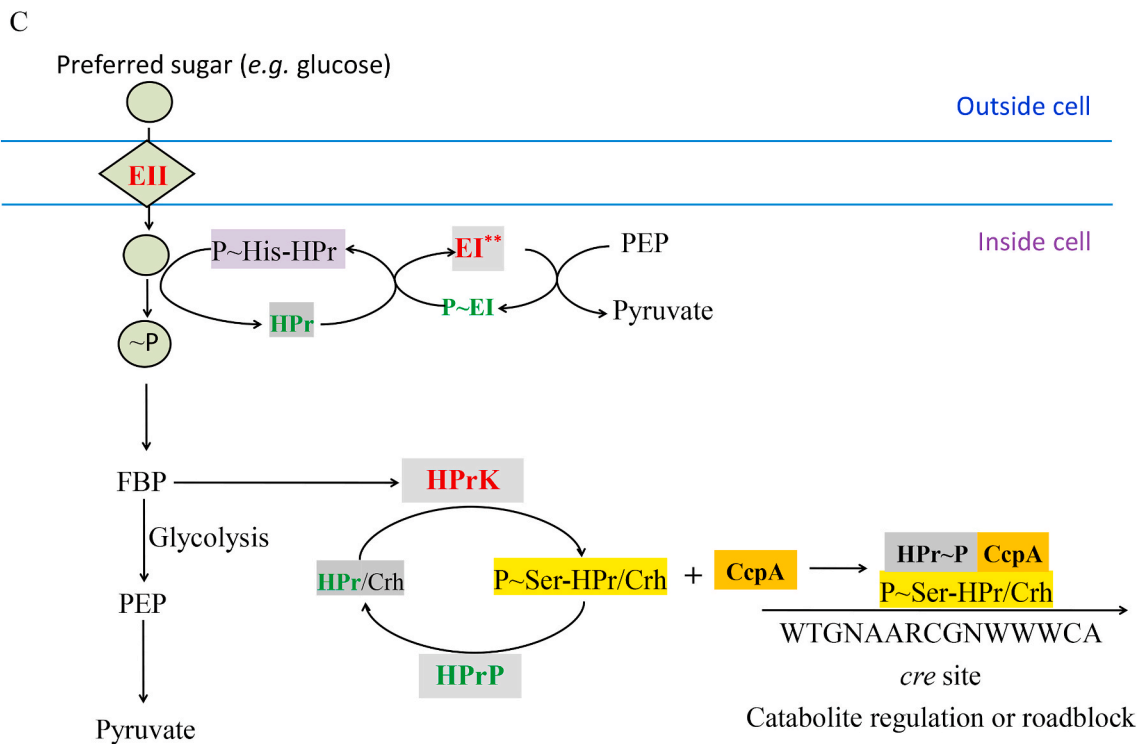 C
Preferred sugar (e.g. glucose)
Outside cell
EII
Inside cell
P~His-HPr
EI**
PEP
HPr
P~EI
Pyruvate
~P
FBP
HPrK
Glycolysis
HPr/Crh
P~Ser-HPr/Crh
+
CcpA
HPr~P
CcpA
P~Ser-HPr/Crh
PEP
WTGNAARCGNWWWCA
HPrP
cre site
Pyruvate
Catabolite regulation or roadblock